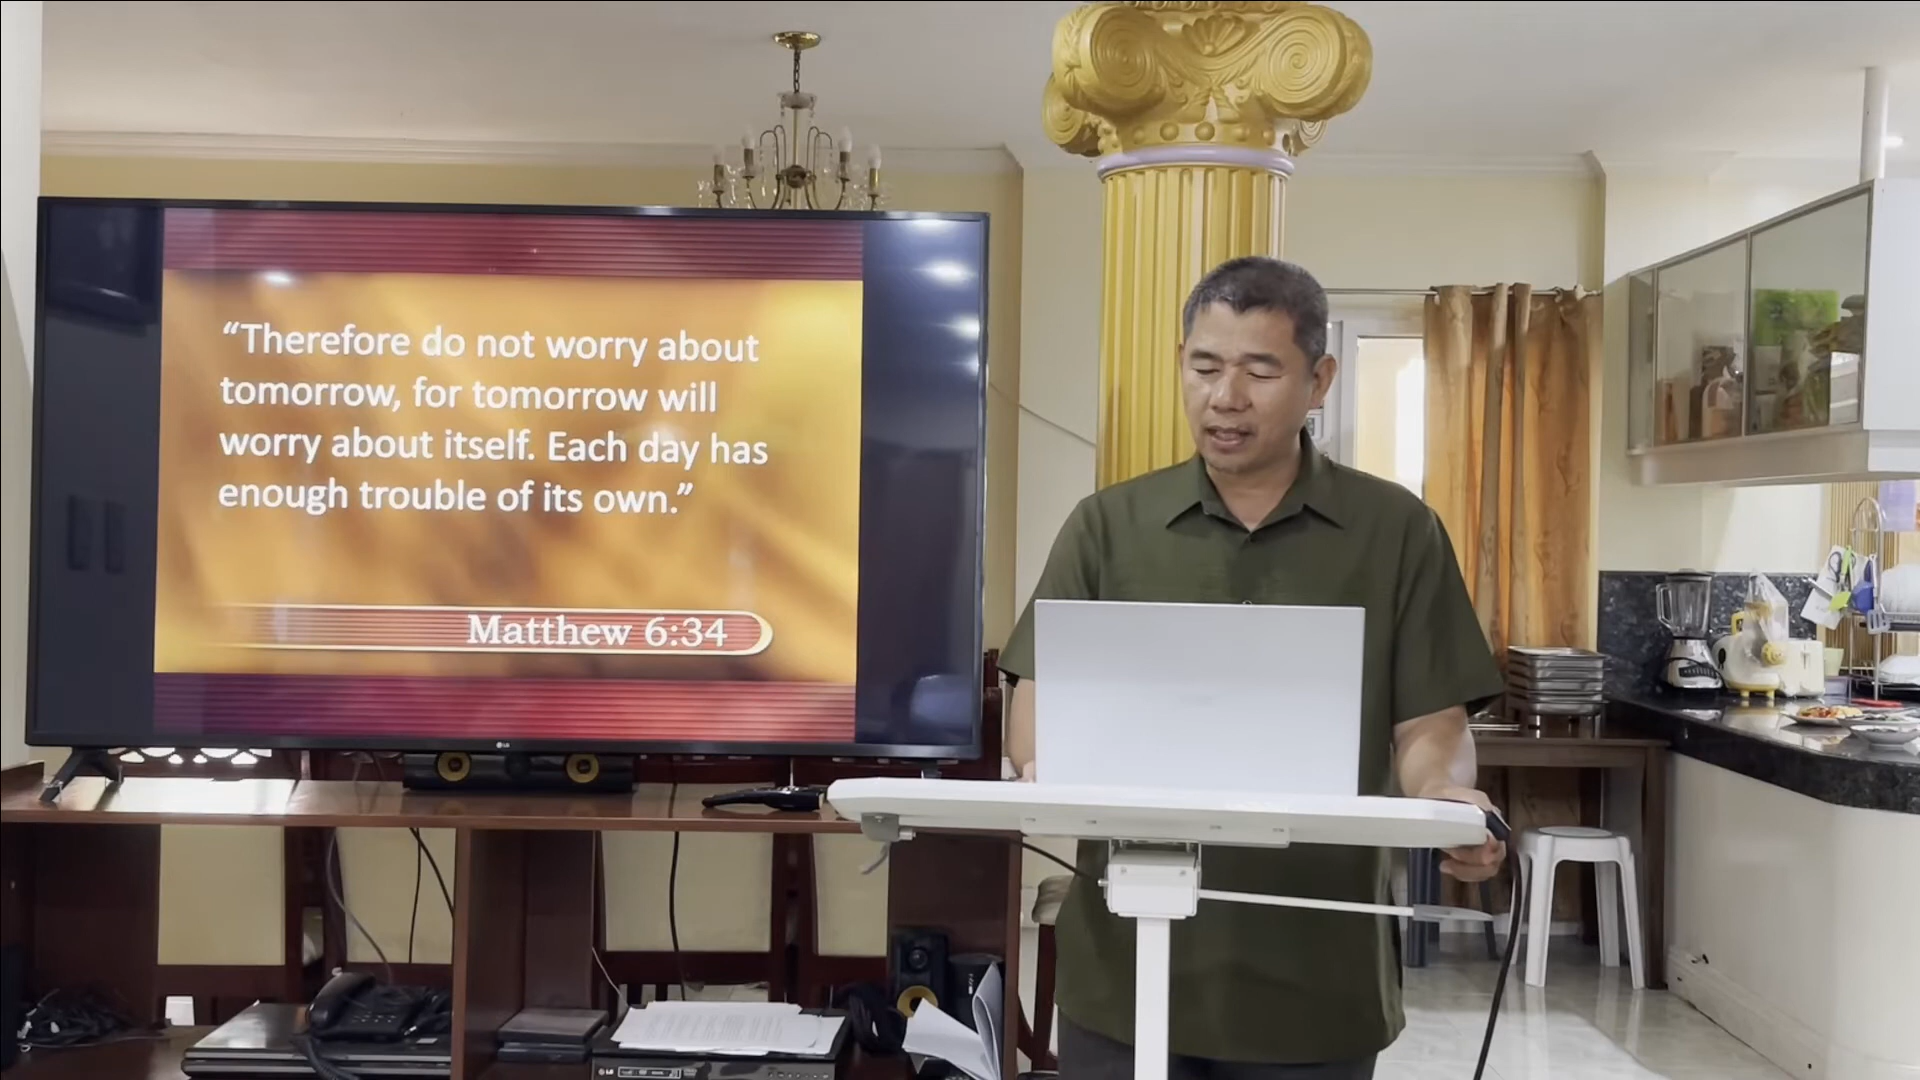 “Therefore do not worry about
tomorrow, for tomorrow will
worry about itself. Each day has
enough trouble of its own.”
Matthew 6:34
LG
LG